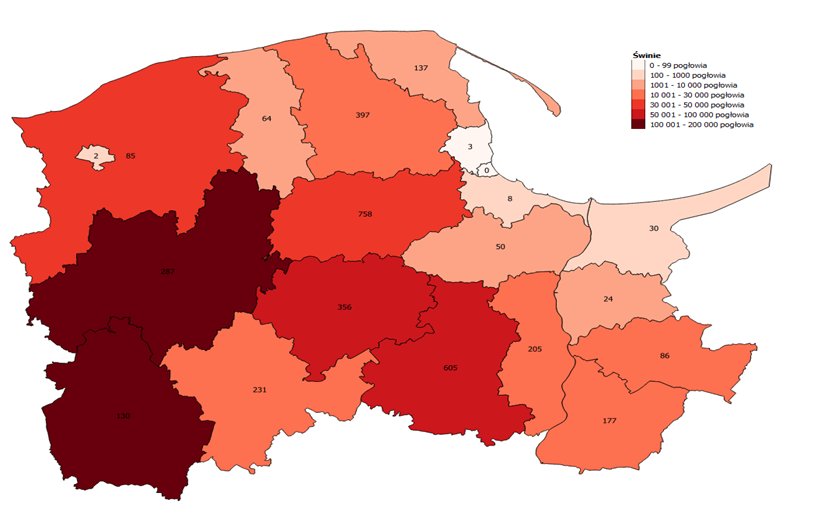 Świnie
0 - 99 pogłowia
100 - 1000 pogłowia
1001 - 10 000 pogłowia
10 001 - 30 000 pogłowia
30 001 - 50 000 pogłowia
50 001 - 100 000 pogłowia
100 001 - 200 000 pogłowia
137
64
397
3
2
85
0
8
758
30
50
287
24
356
205
86
605
231
136
177